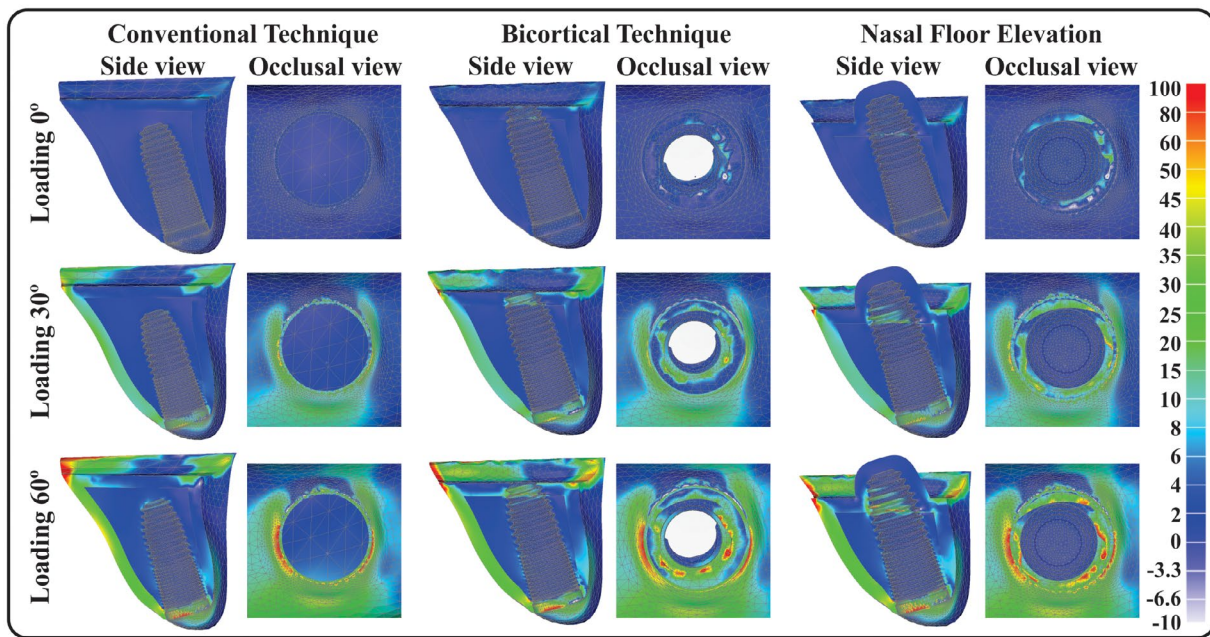 Conventional Technique
Bicortical Technique
Nasal Floor Elevation
Side view
Occlusal view
Side view
Occlusal view
Side view
Occlusal view
Loading 0º
Loading 30º
Loading 60º
100
80
60
50
45
40
35
30
25
20
15
10
8
6
4
2
0
-3.3
-6.6
-10